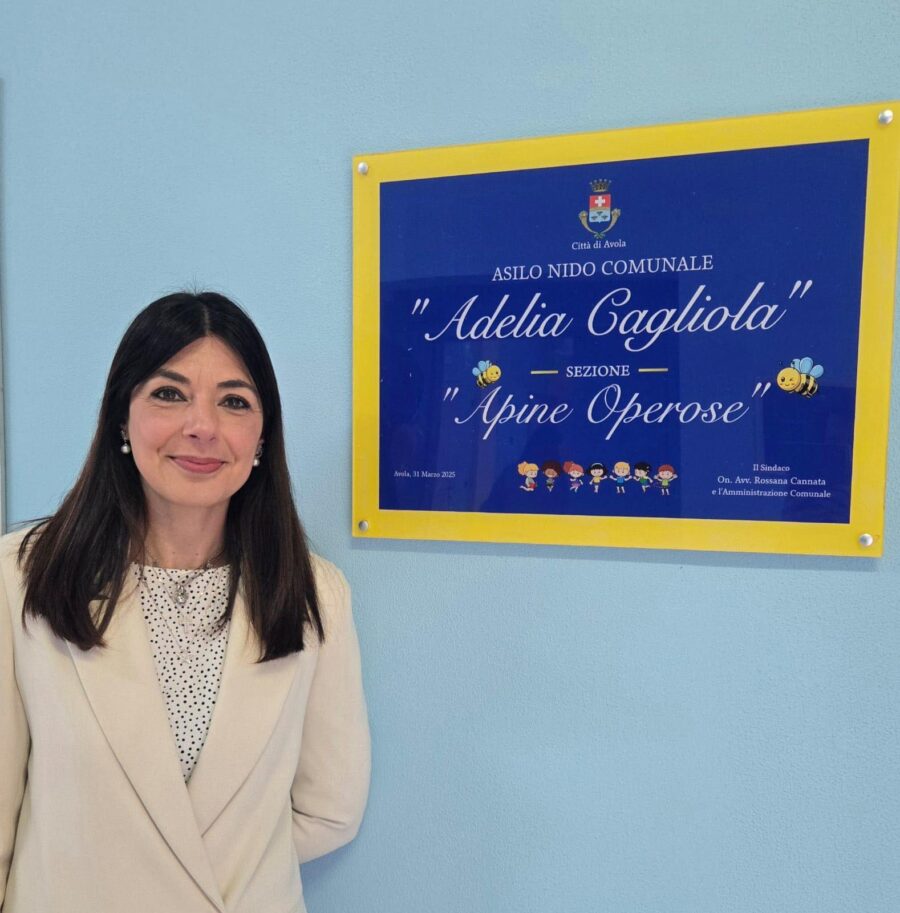 Città di Avola
ASILO NIDO COMUNALE
"Adelia Cagliola"
SEZIONE
"Apine Operose"
Avola, 31 Marzo 2025
Il Sindaco
On. Avv. Rossana Cannata
e l'Amministrazione Comunale